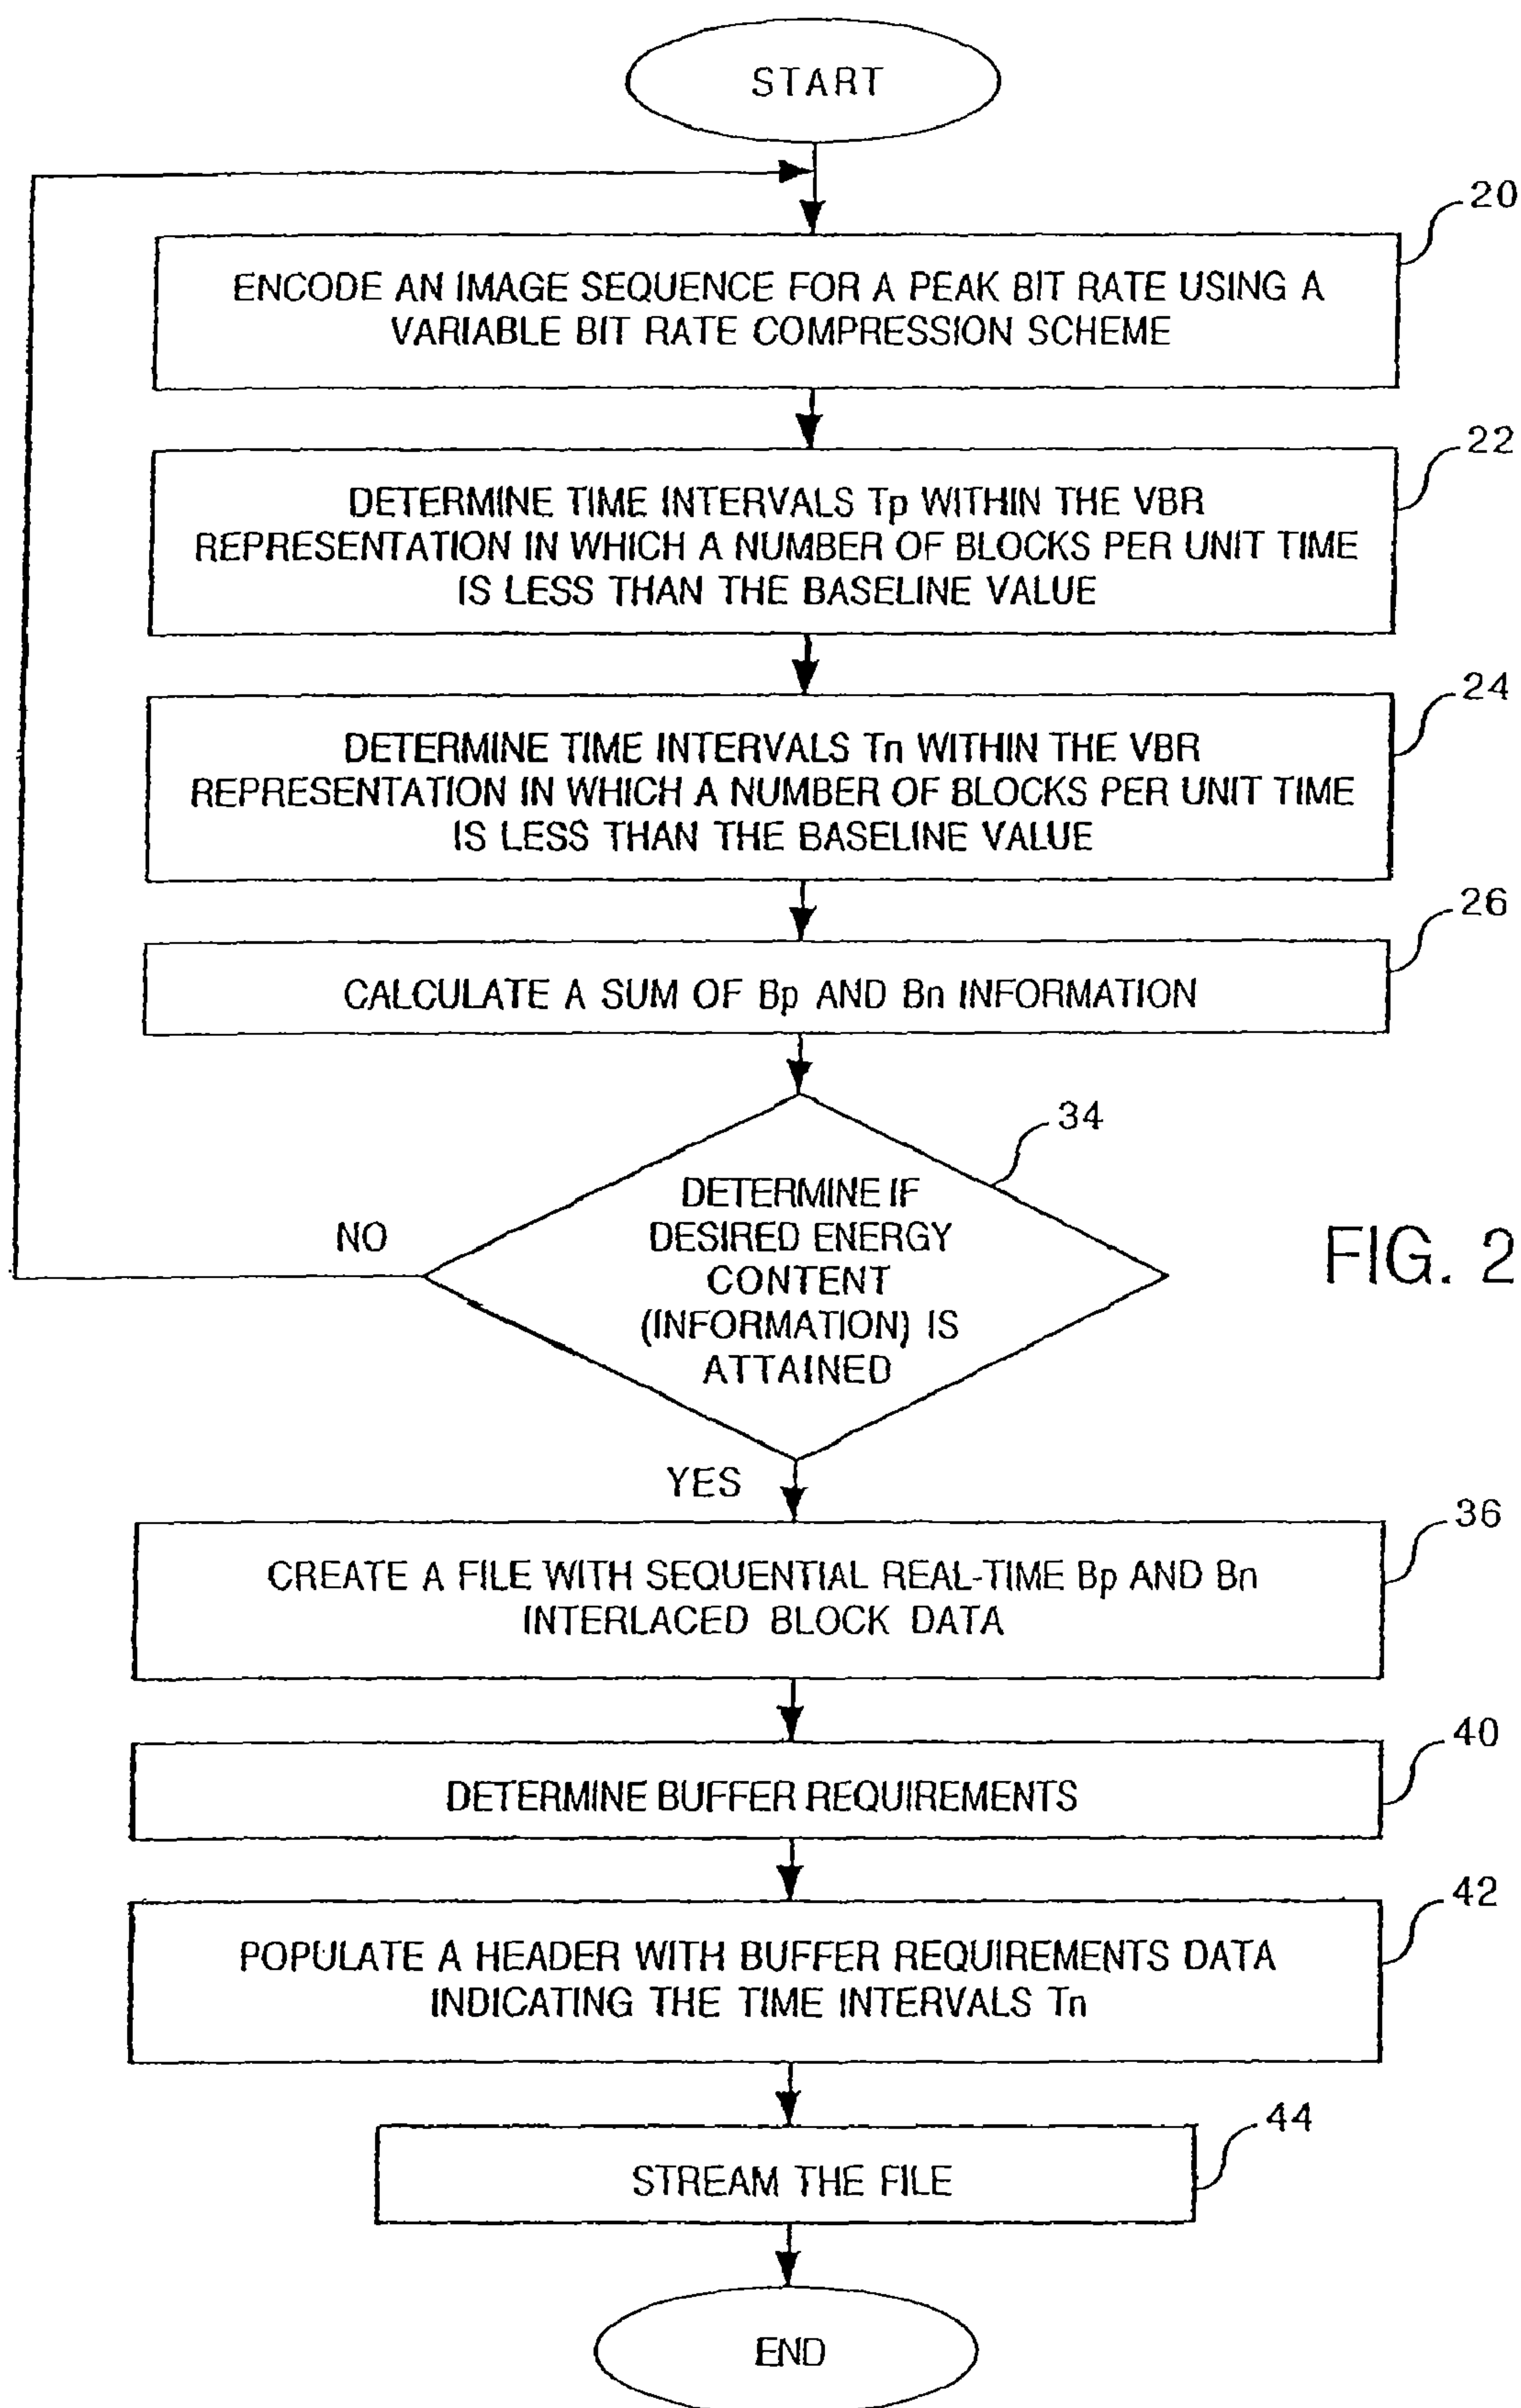 START
20
ENCODE AN IMAGE SEQUENCE FOR A PEAK BIT RATE USING A
VARIABLE BIT RATE COMPRESSION SCHEME
22
DETERMINE TIME INTERVALS Tp WITHIN THE VBR
REPRESENTATION IN WHICH A NUMBER OF BLOCKS PER UNIT TIME
IS LESS THAN THE BASELINE VALUE
24
DETERMINE TIME INTERVALS Tn WITHIN THE VBR
REPRESENTATION IN WHICH A NUMBER OF BLOCKS PER UNIT TIME
IS LESS THAN THE BASELINE VALUE
26
CALCULATE A SUM OF Bp AND Bn INFORMATION
34
DETERMINE IF
DESIRED ENERGY
CONTENT
(INFORMATION) IS
ATTAINED
NO
FIG. 2
YES
36
CREATE A FILE WITH SEQUENTIAL REAL-TIME Bp AND Bn
INTERLACED BLOCK DATA
40
DETERMINE BUFFER REQUIREMENTS
42
POPULATE A HEADER WITH BUFFER REQUIREMENTS DATA
INDICATING THE TIME INTERVALS Tn
44
STREAM THE FILE
END